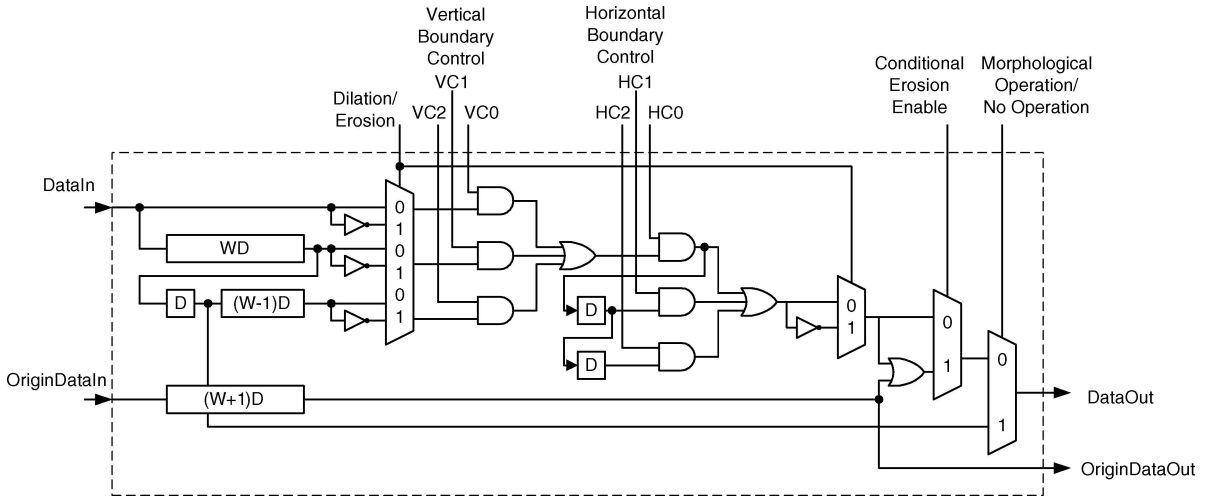 Vertical
Boundary
Control
Horizontal
Boundary
Control
Conditional
Erosion
Enable
Morphological
Operation/
No Operation
Dilation/
Erosion
VC1
VC2
VC0
HC1
HC2
HC0
DataIn
0
1
WD
0
1
D
(W-1)D
0
1
D
D
0
1
0
1
0
1
OriginDataIn
(W+1)D
DataOut
OriginDataOut